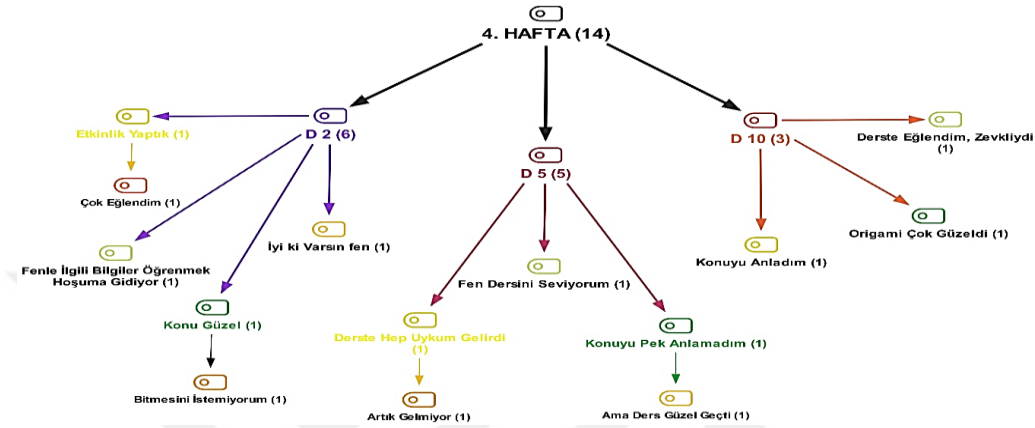 4. HAFTA (14)
D 2 (6)
Etkinlik Yaptık (1)
Çok Eğlendim (1)
Fenle İlgili Bilgiler Öğrenmek
Hoşuma Gidiyor (1)
Konu Güzel (1)
Bitmesini İstemiyorum (1)
İyi ki Varsın fen (1)
D 5 (5)
Derste Hep Uykum Gelirdi
(1)
Artık Gelmiyor (1)
Fen Dersini Seviyorum (1)
Konuyu Pek Anlamadım (1)
Ama Ders Güzel Geçti (1)
D 10 (3)
Konuyu Anladım (1)
Origami Çok Güzeldi (1)
Derste Eğlendim, Zevkliydi
(1)